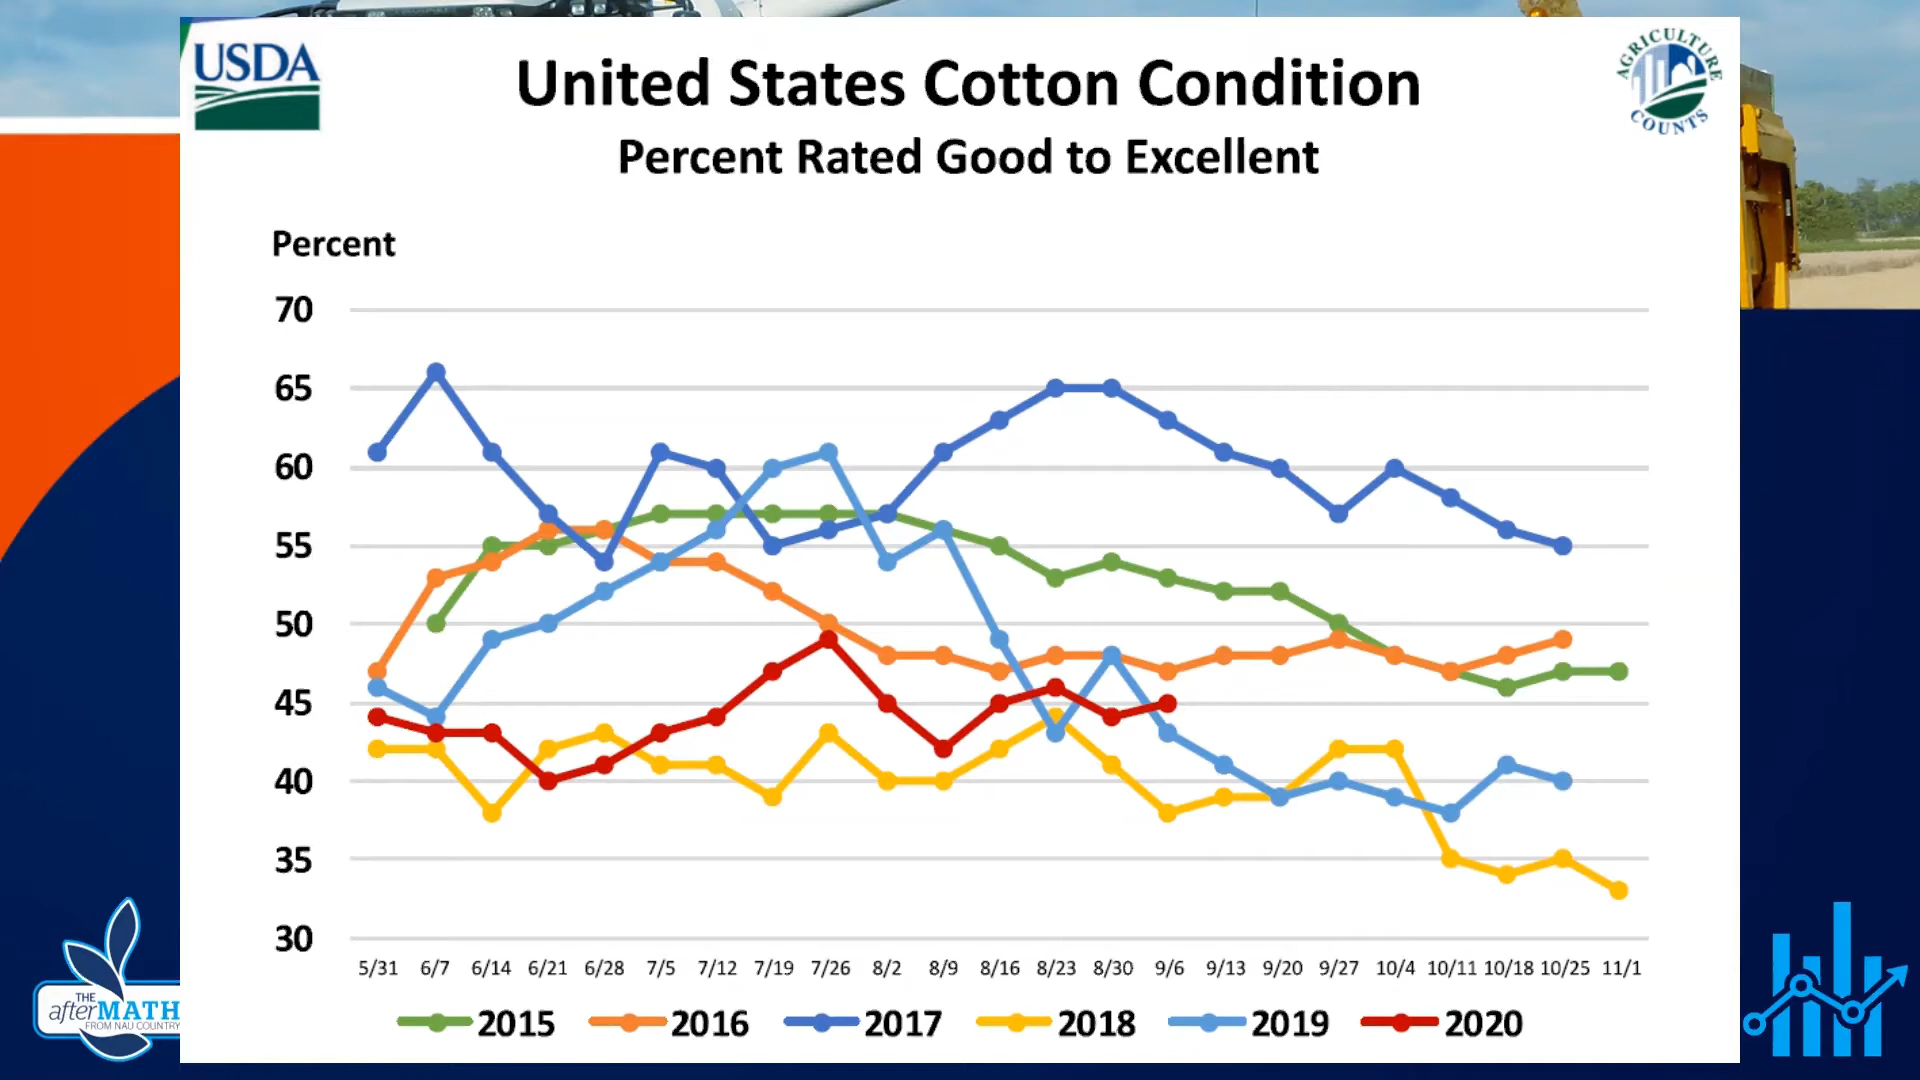 USDA
United States Cotton Condition
Percent Rated Good to Excellent
AGRICULTURE
COUNTS
Percent
70
65
60
55
50
45
40
35
30
5/31 6/7 6/14 6/21 6/28 7/5 7/12 7/19 7/26 8/2 8/9 8/16 8/23 8/30 9/6 9/13 9/20 9/27 10/4 10/11 10/18 10/25 11/1
2015 2016 2017 2018 2019 2020
THE
afterMATH
FROM NAU COUNTRY